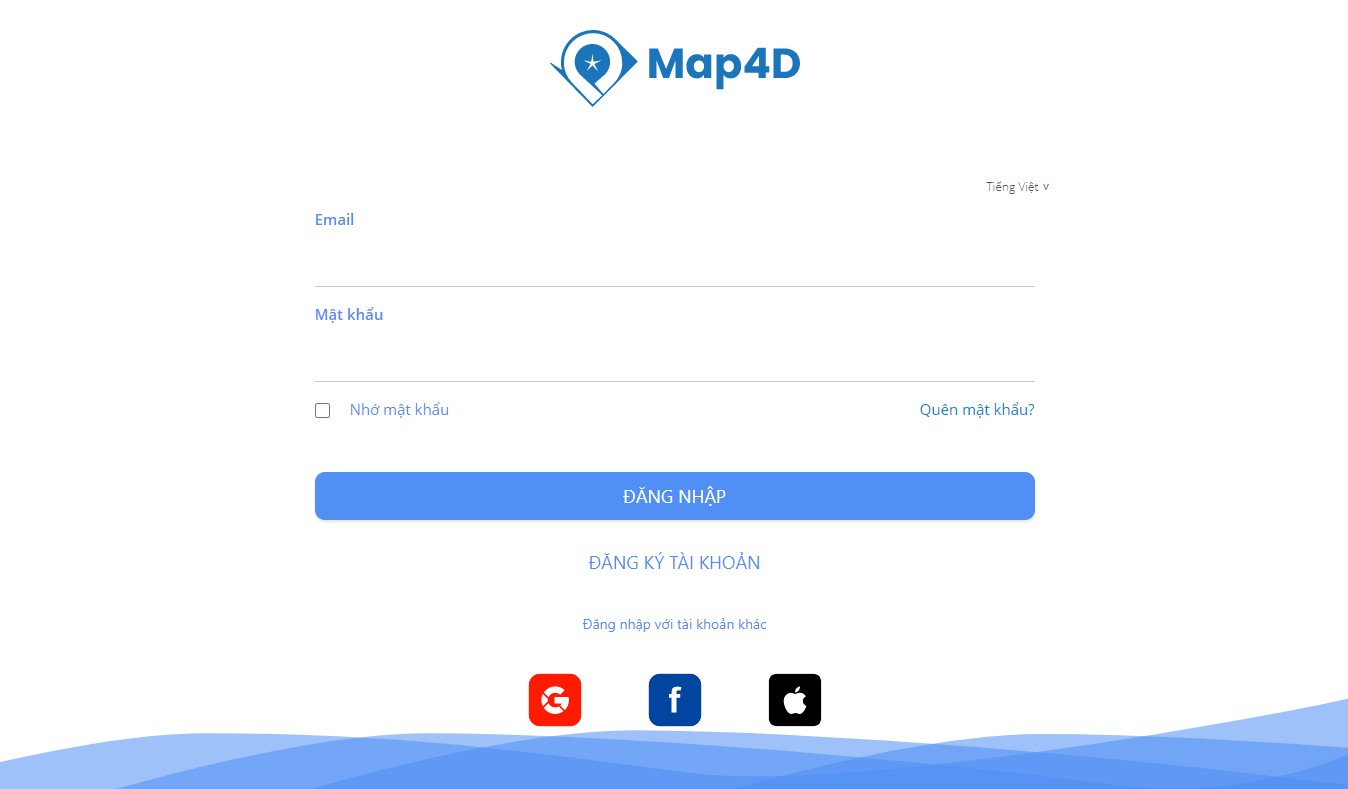 Map4D
Tiếng Việt v
Email
Mật khẩu
Nhớ mật khẩu
Quên mật khẩu?
ĐĂNG NHẬP
ĐĂNG KÝ TÀI KHOẢN
Đăng nhập với tài khoản khác